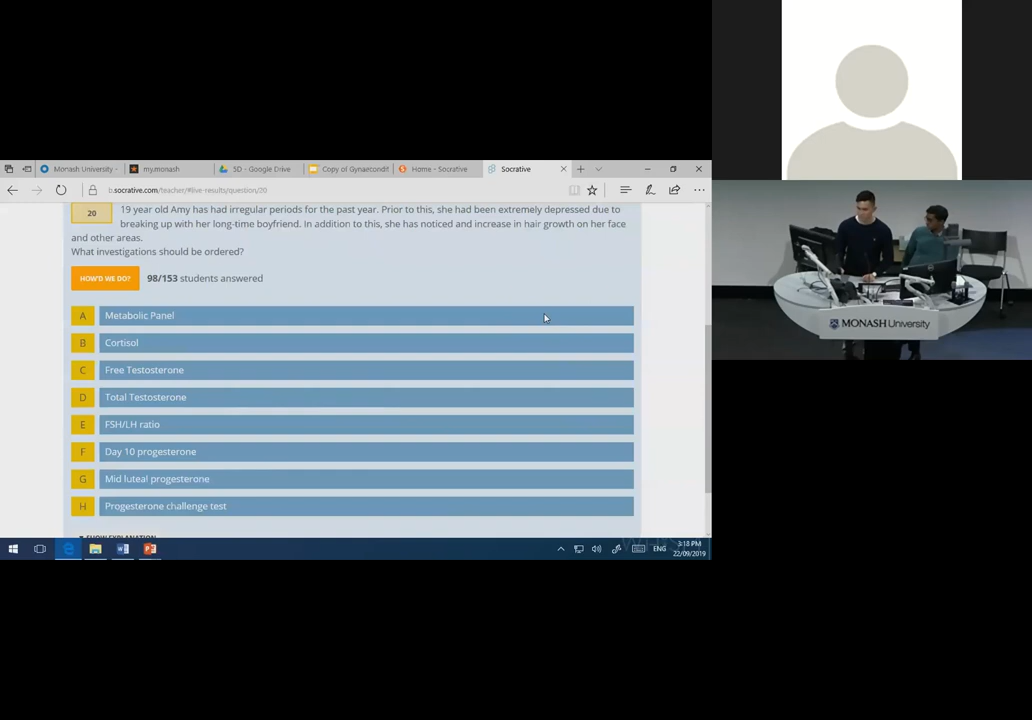 Monash University -
my.monash
5D - Google Drive
Copy of Gynaetondit
Home - Socrative
Socrative
b.socrative.com/teacher/#live-results/question/20
20
19 year old Amy has had irregular periods for the past year. Prior to this, she had been extremely depressed due to
breaking up with her long-time boyfriend. In addition to this, she has noticed and increase in hair growth on her face
and other areas.
What investigations should be ordered?
HOW'D WE DO?
98/153 students answered
A Metabolic Panel
B Cortisol
C Free Testosterone
D Total Testosterone
E FSH/LH ratio
F Day 10 progesterone
G Mid luteal progesterone
H Progesterone challenge test
SHOW EXPLANATION
ENG
3:18 PM
22/09/2019
MONASH University